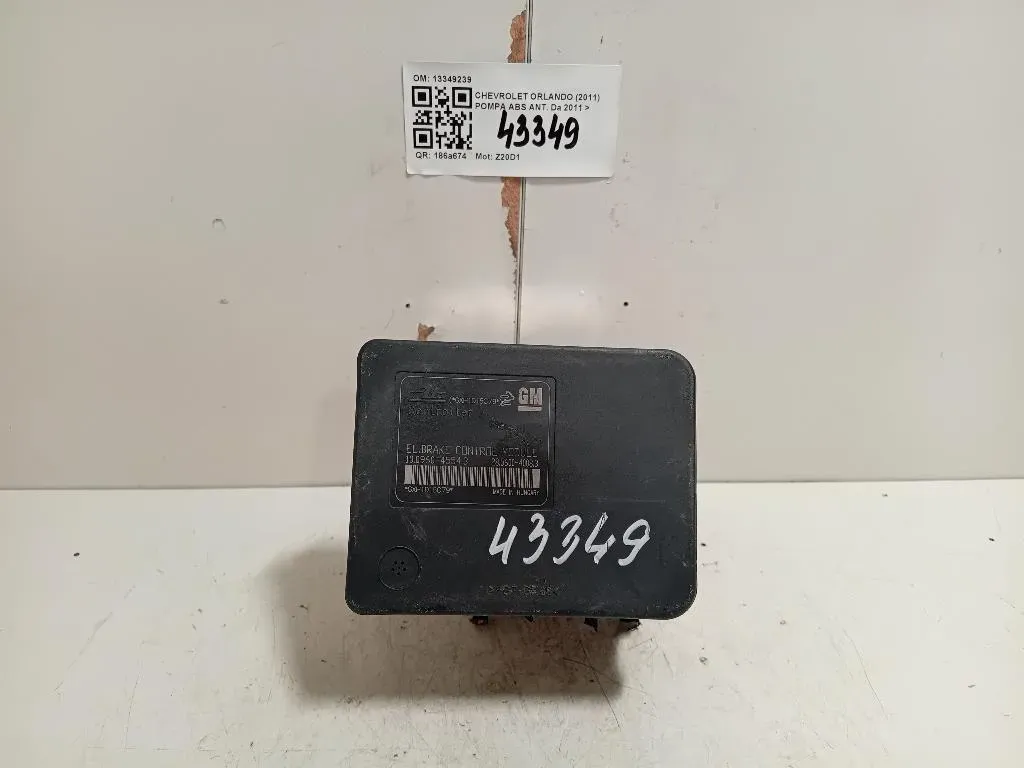 OM: 13349239
CHEVROLET ORLANDO (2011)
POMPA ABS ANT. Da 2011 >
43349
QR: 186a674 Mot: Z20D1
GM
EL.BRAKE CONTROL MODULE
MADE IN HUNGARY
43349